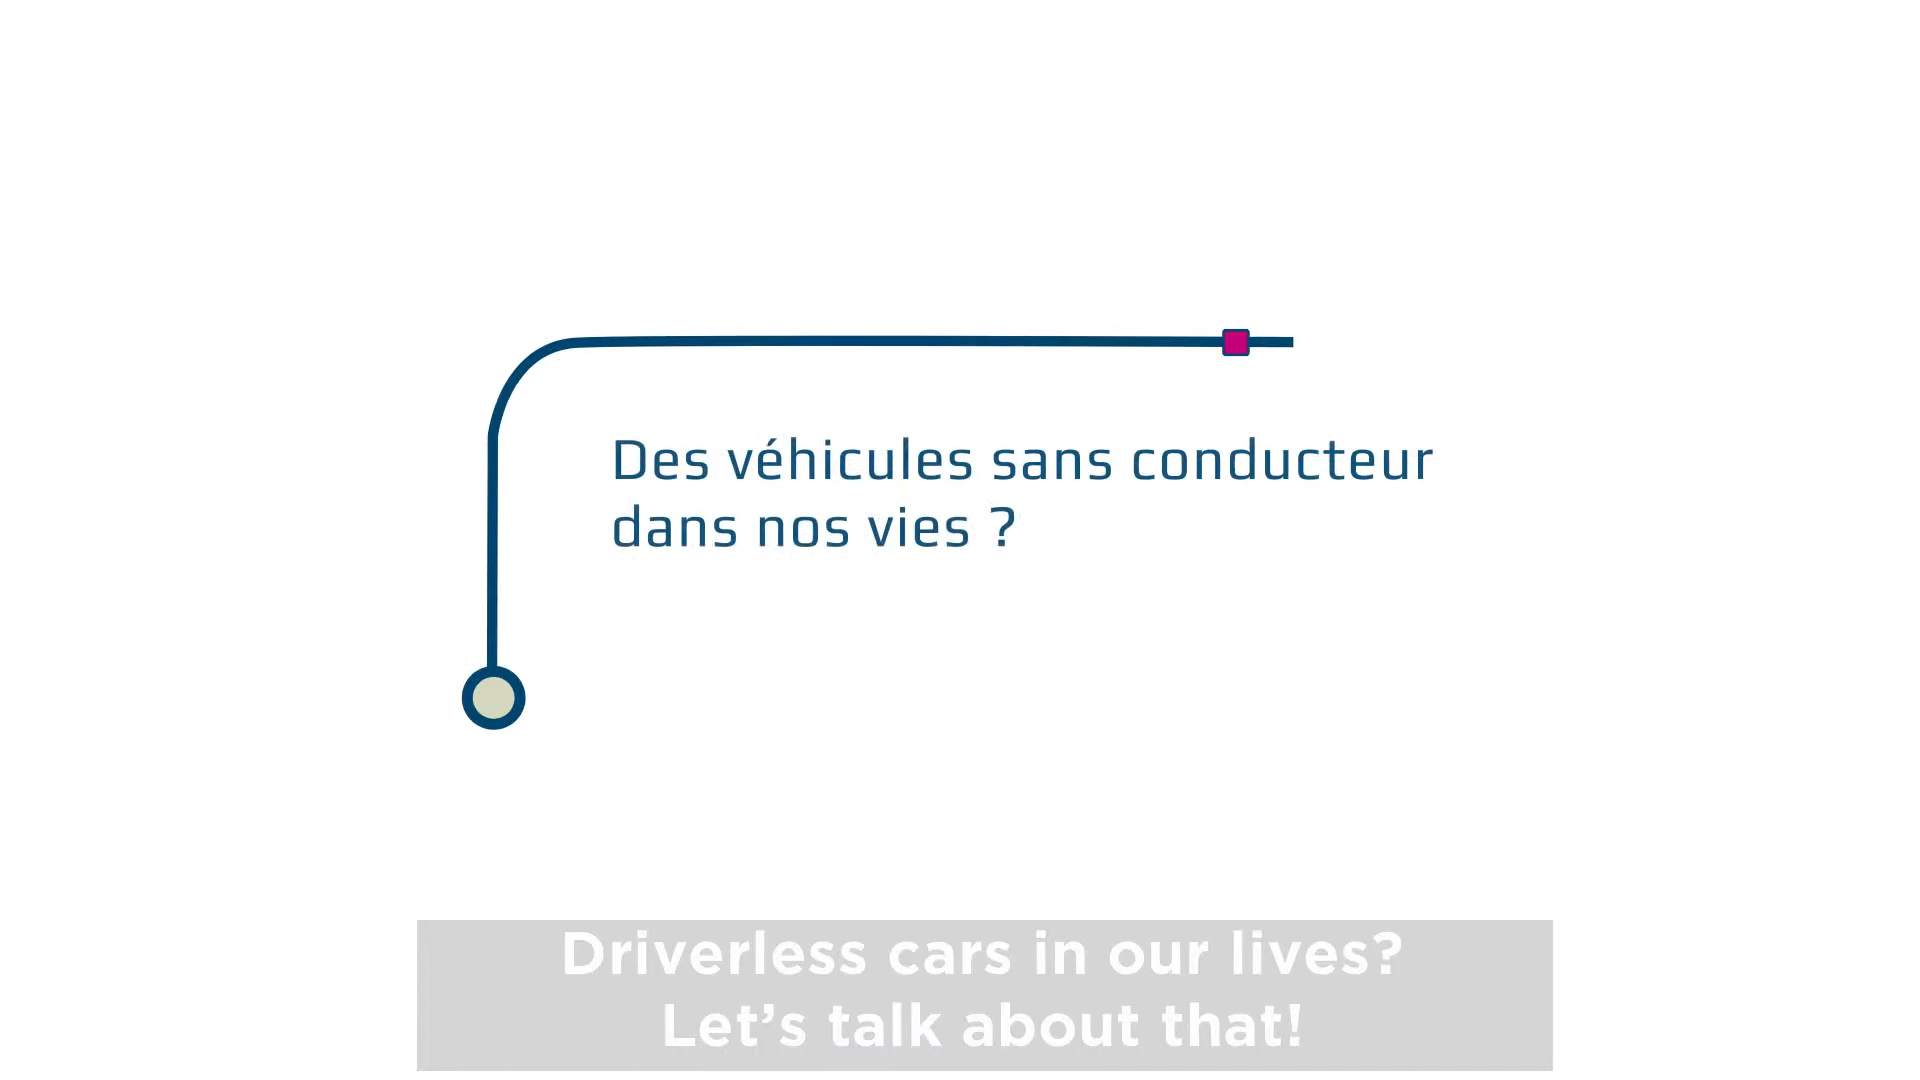 Des véhicules sans conducteur
dans nos vies ?
Driverless cars in our lives?
Let’s talk about that!